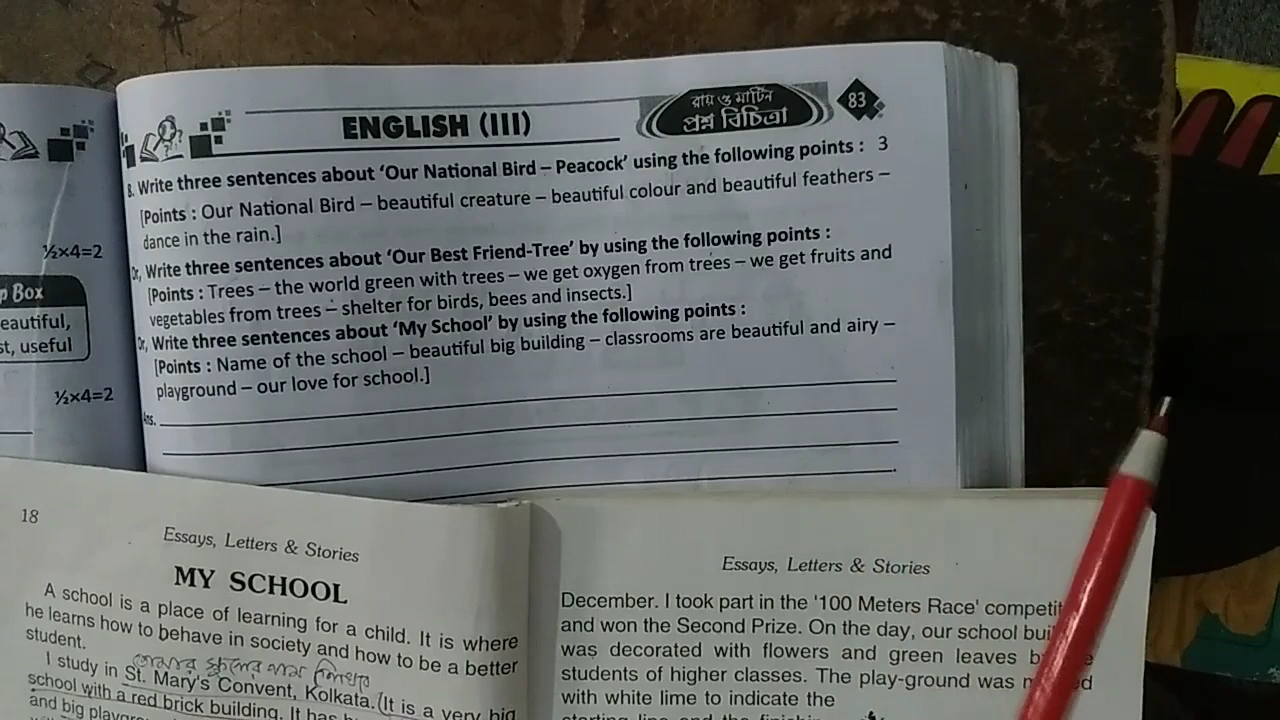 ENGLISH (III)
রায় ও মার্টিন
প্রশ্ন বিচিত্রা
83
8. Write three sentences about ‘Our National Bird – Peacock’ using the following points : 3
[Points : Our National Bird – beautiful creature – beautiful colour and beautiful feathers –
dance in the rain.]
Or, Write three sentences about ‘Our Best Friend-Tree’ by using the following points :
[Points : Trees – the world green with trees – we get oxygen from trees – we get fruits and
vegetables from trees – shelter for birds, bees and insects.]
Or, Write three sentences about ‘My School’ by using the following points :
[Points : Name of the school – beautiful big building – classrooms are beautiful and airy –
playground – our love for school.]
Ans.
½×4=2
p Box
eautiful,
st, useful
½×4=2
18
Essays, Letters & Stories
MY SCHOOL
A school is a place of learning for a child. It is where
he learns how to behave in society and how to be a better
student.
I study in St. Mary's Convent, Kolkata. (It is a very big
school with a red brick building. It has
and big
Essays, Letters & Stories
December. I took part in the '100 Meters Race' competit
and won the Second Prize. On the day, our school bui
was decorated with flowers and green leaves
students of higher classes. The play-ground was
with white lime to indicate the